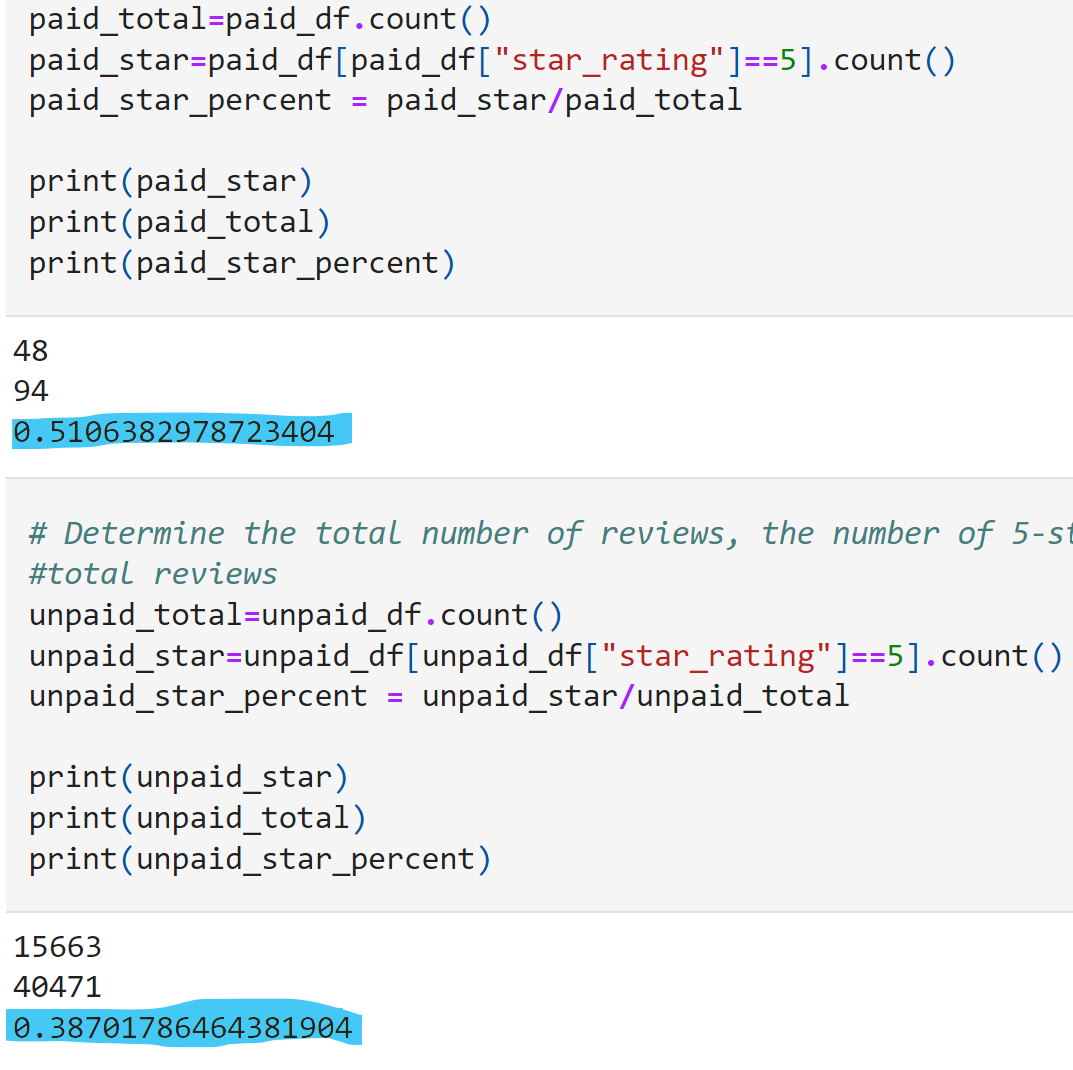 paid_total=paid_df.count()
paid_star=paid_df[paid_df["star_rating"]==5].count()
paid_star_percent = paid_star/paid_total
print(paid_star)
print(paid_total)
print(paid_star_percent)
48
94
0.5106382978723404
# Determine the total number of reviews, the number of 5-st
#total reviews
unpaid_total=unpaid_df.count()
unpaid_star=unpaid_df[unpaid_df["star_rating"]==5].count()
unpaid_star_percent = unpaid_star/unpaid_total
print(unpaid_star)
print(unpaid_total)
print(unpaid_star_percent)
15663
40471
0.38701786464381904